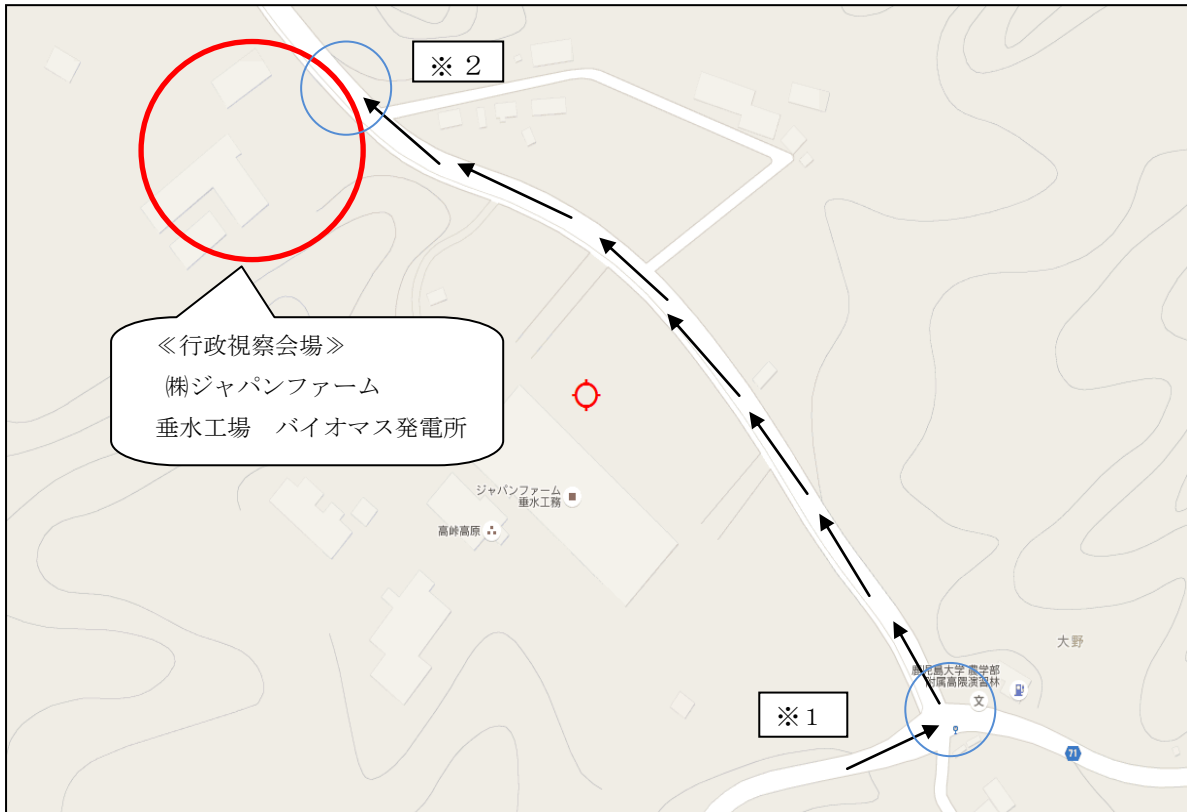 ※ 2
≪行政視察会場≫
㈱ジャパンファーム
垂水工場　バイオマス発電所
ジャパンファーム
垂水工務
高峠高原
大野
鹿児島大学 農学部
附属高隈演習林
文
※ 1
71